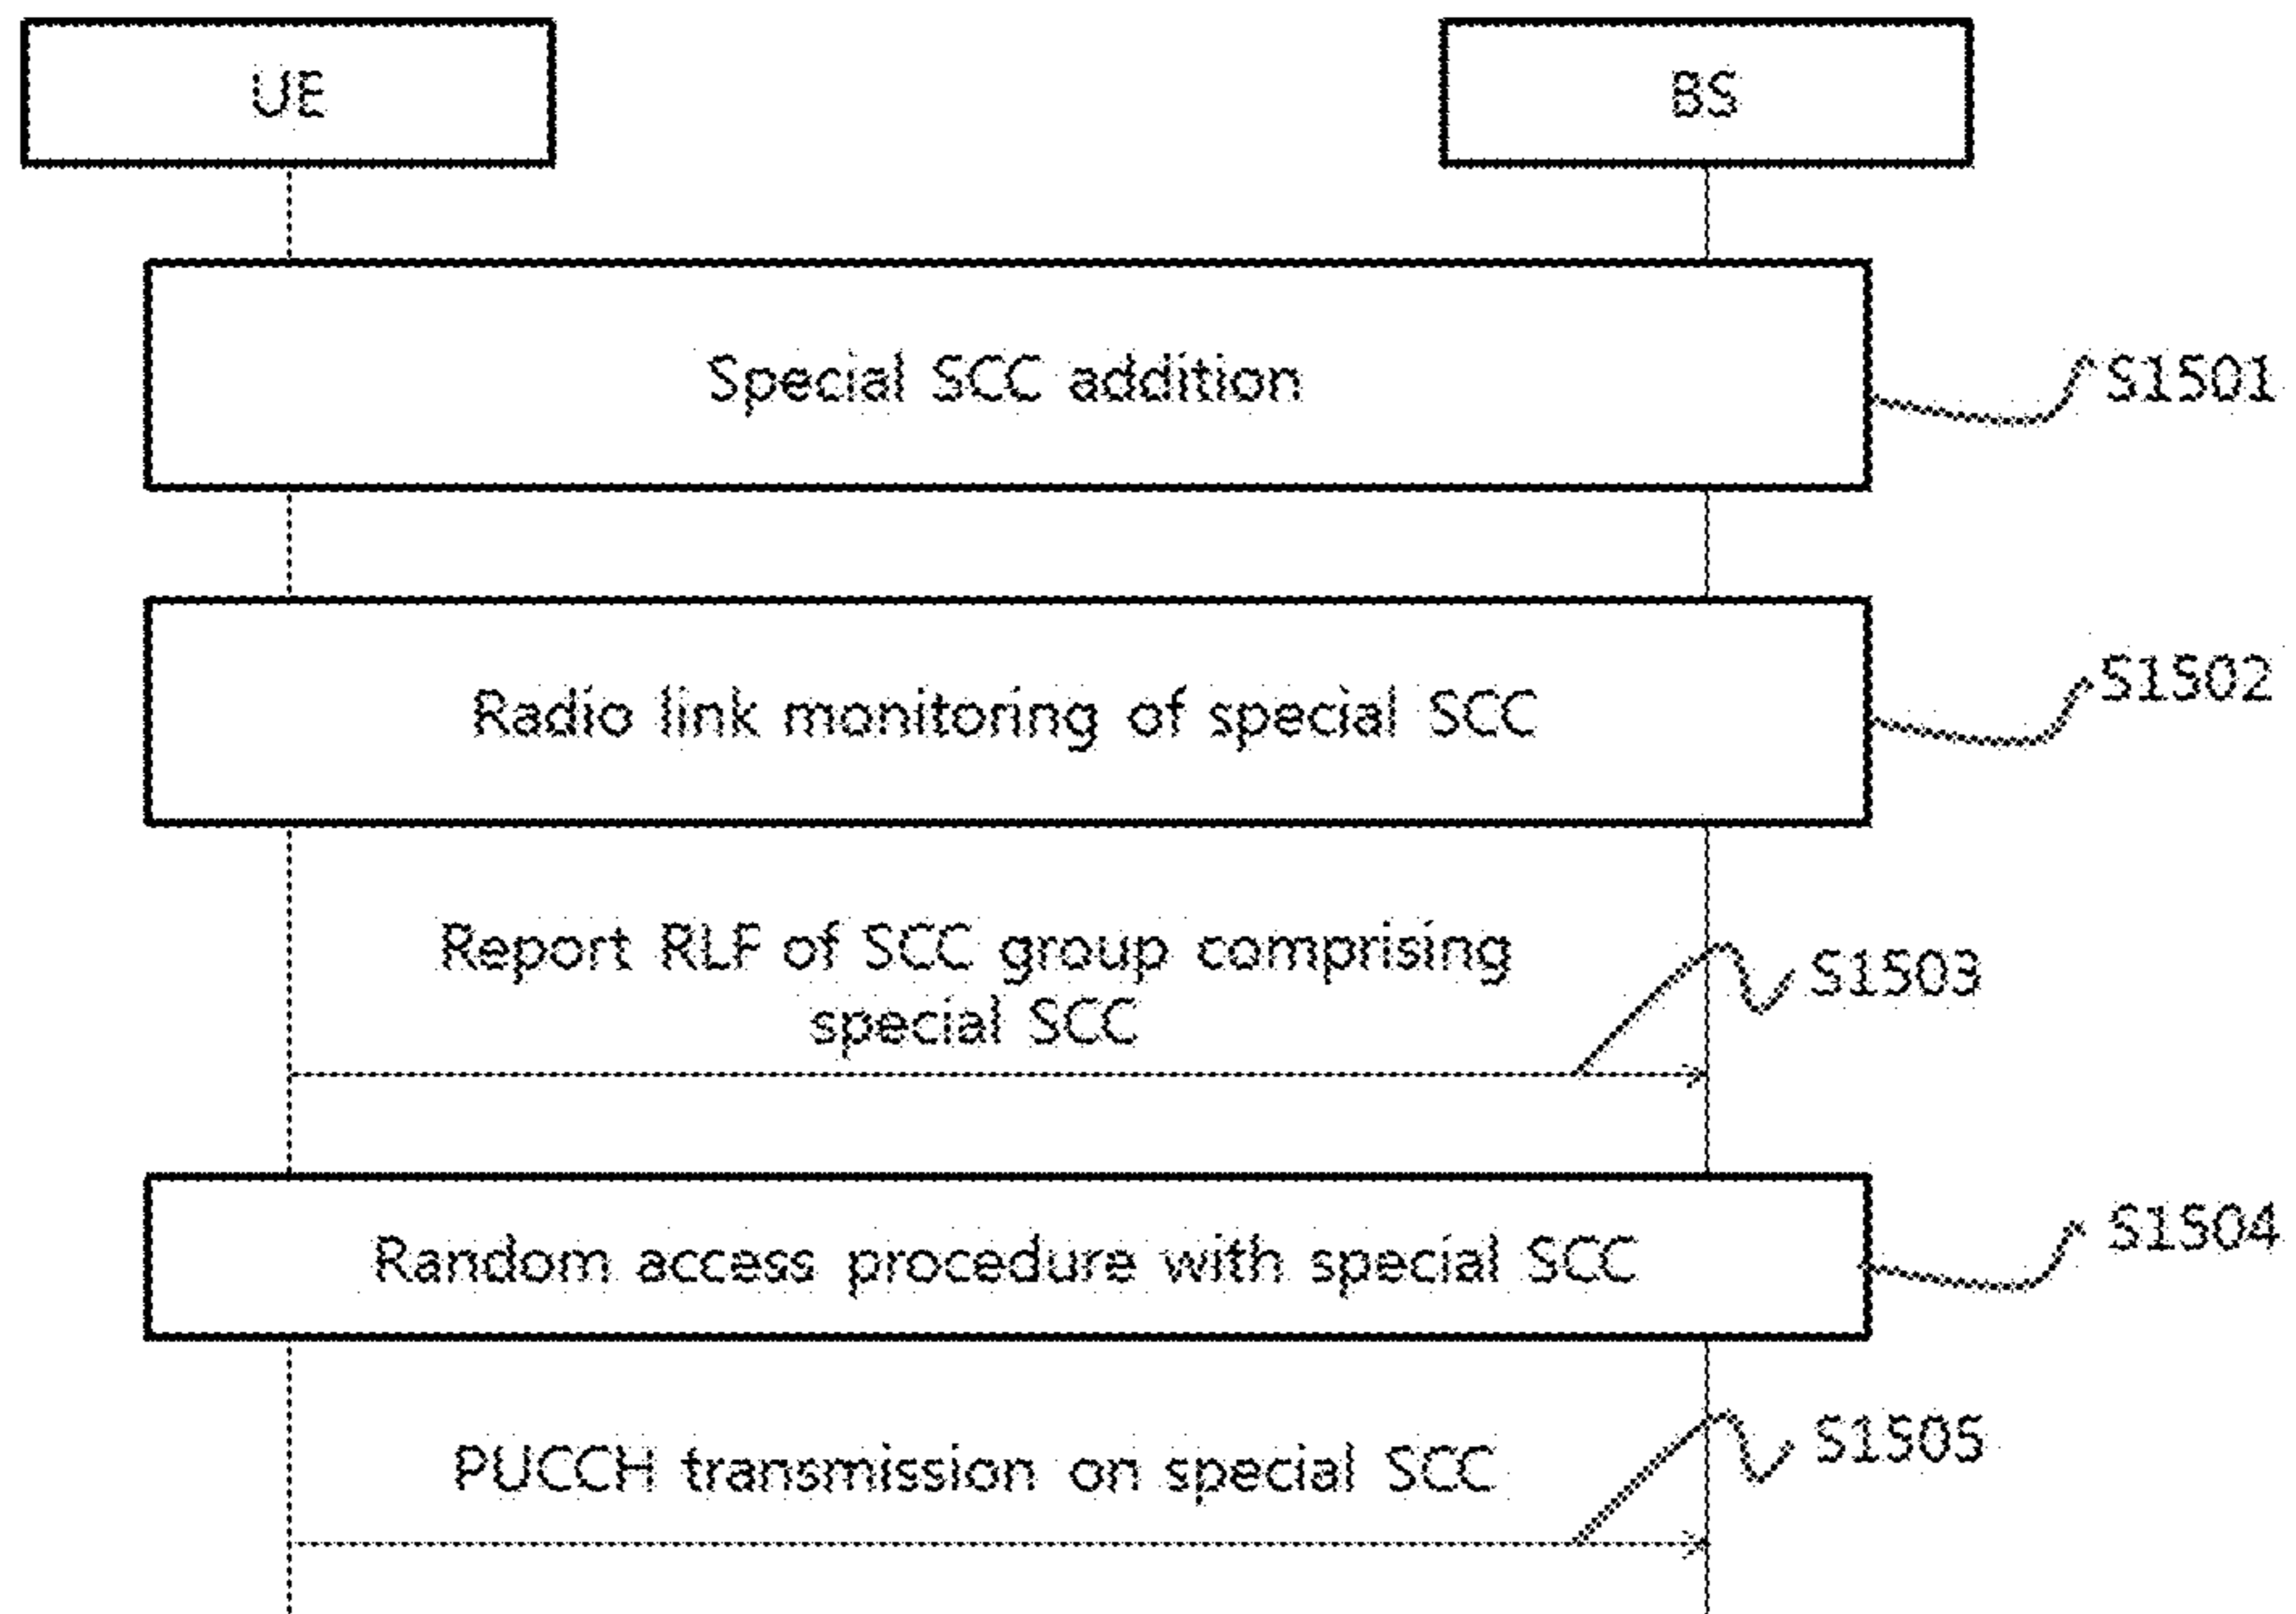 UE
BS
Special SCC addition
S1501
Radio link monitoring of special SCC
S1502
Report RLF of SCC group comprising
special SCC
S1503
Random access procedure with special SCC
S1504
PUCCH transmission on special SCC
S1505